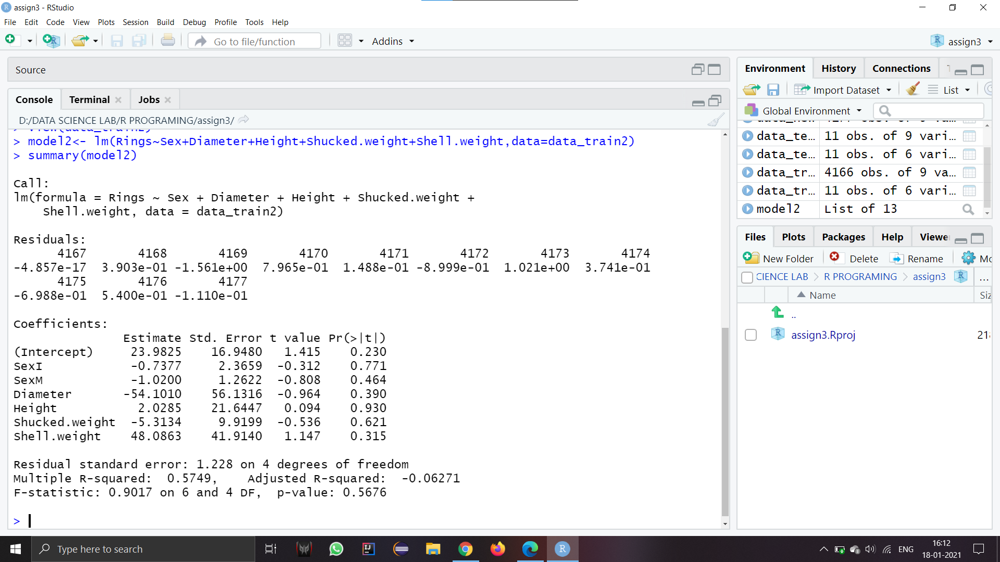 assign3 - RStudio
File Edit Code View Plots Session Build Debug Profile Tools Help
Go to file/function Addins assign3
Source
Console Terminal Jobs
D:/DATA SCIENCE LAB/R PROGRAMING/assign3/
> View(data_train2)
> model2<- lm(Rings~Sex+Diameter+Height+Shucked.weight+Shell.weight,data=data_train2)
> summary(model2)
Call:
lm(formula = Rings ~ Sex + Diameter + Height + Shucked.weight +
Shell.weight, data = data_train2)
Residuals:
4167 4168 4169 4170 4171 4172 4173 4174
-4.857e-17 3.903e-01 -1.561e+00 7.965e-01 1.488e-01 -8.999e-01 1.021e+00 3.741e-01
4175 4176 4177
-6.988e-01 5.400e-01 -1.110e-01
Coefficients:
Estimate Std. Error t value Pr(>|t|)
(Intercept) 23.9825 16.9480 1.415 0.230
SexI -0.7377 2.3659 -0.312 0.771
SexM -1.0200 1.2622 -0.808 0.464
Diameter -54.1010 56.1316 -0.964 0.390
Height 2.0285 21.6447 0.094 0.930
Shucked.weight -5.3134 9.9199 -0.536 0.621
Shell.weight 48.0863 41.9140 1.147 0.315
Residual standard error: 1.228 on 4 degrees of freedom
Multiple R-squared: 0.5749, Adjusted R-squared: -0.06271
F-statistic: 0.9017 on 6 and 4 DF, p-value: 0.5676
>
Environment History Connections
Import Dataset List
Global Environment
data_te... 11 obs. of 9 vari...
data_te... 11 obs. of 6 vari...
data_tr... 4166 obs. of 9 va...
data_tr... 11 obs. of 6 vari...
model2 List of 13
Files Plots Packages Help Viewe
New Folder Delete Rename Mo
CIENCE LAB R PROGRAMING assign3 ...
Name Siz
..
assign3.Rproj 21
Type here to search
ENG
16:12
18-01-2021